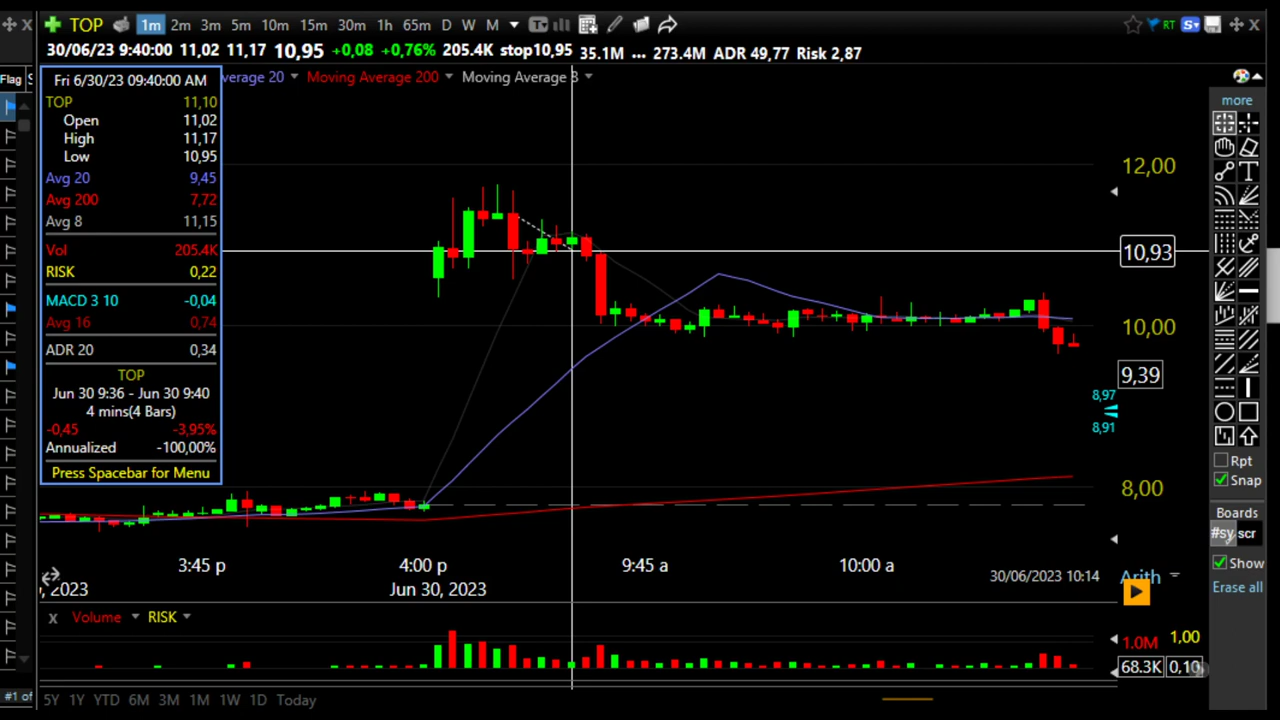 TOP 1m 2m 3m 5m 10m 15m 30m 1h 65m D W M T RT S
30/06/23 9:40:00 11,02 11,17 10,95 +0,08 +0,76% 205.4K stop10,95 35.1M ... 273.4M ADR 49,77 Risk 2,87
Flag S
verage 20 Moving Average 200 Moving Average 8
Fri 6/30/23 09:40:00 AM
TOP 11,10
Open 11,02
High 11,17
Low 10,95
Avg 20 9,45
Avg 200 7,72
Avg 8 11,15
Vol 205.4K
RISK 0,22
MACD 3 10 -0,04
Avg 16 0,74
ADR 20 0,34
TOP
Jun 30 9:36 - Jun 30 9:40
4 mins(4 Bars)
-0,45 -3,95%
Annualized -100,00%
Press Spacebar for Menu
12,00
10,93
10,00
9,39
8,97
8,91
8,00
more
T
Rpt
Snap
Boards
#sy scr
Show
Erase all
3:45 p 4:00 p 9:45 a 10:00 a
, 2023 Jun 30, 2023 30/06/2023 10:14 Arith
x Volume RISK
1.0M 1,00
68.3K 0,10
#1 of 5Y 1Y YTD 6M 3M 1M 1W 1D Today